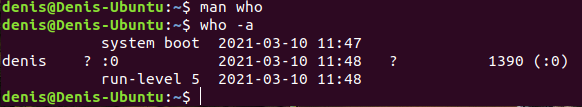 denis@Denis-Ubuntu:~$ man who
denis@Denis-Ubuntu:~$ who -a
           system boot  2021-03-10 11:47
denis    ? :0           2021-03-10 11:48   ?          1390 (:0)
           run-level 5  2021-03-10 11:48
denis@Denis-Ubuntu:~$